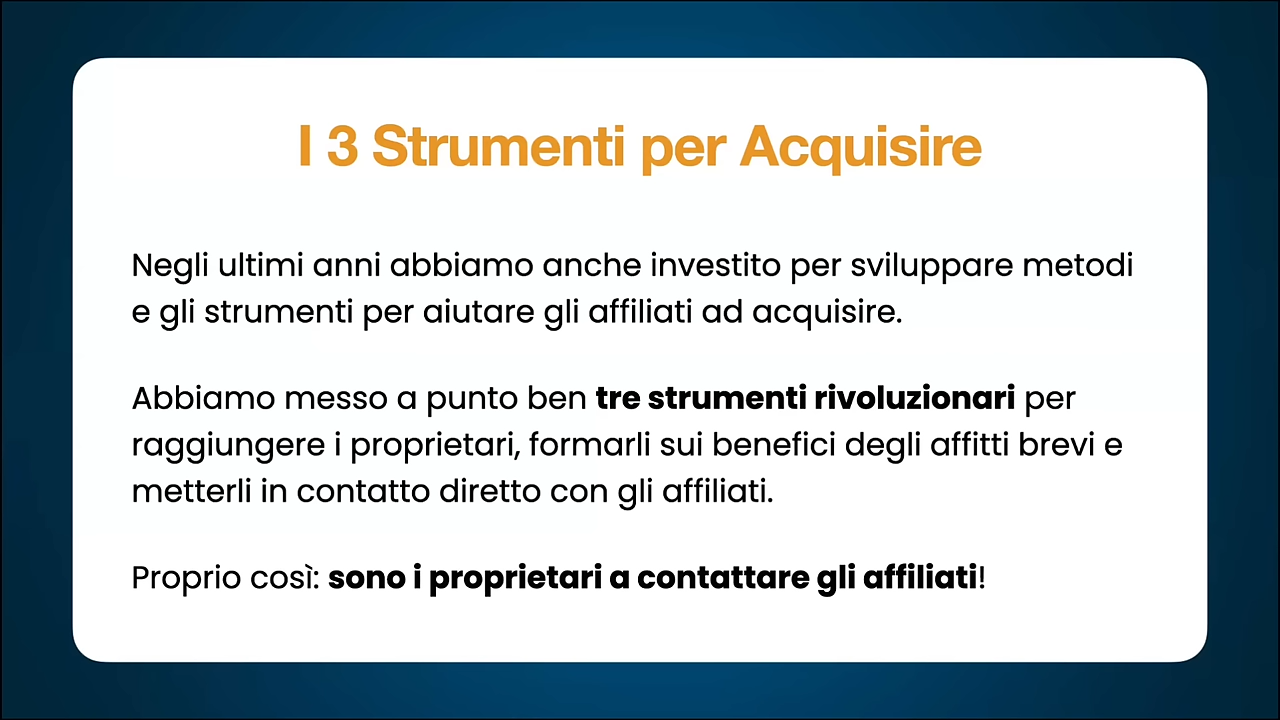 I 3 Strumenti per Acquisire
Negli ultimi anni abbiamo anche investito per sviluppare metodi
e gli strumenti per aiutare gli affiliati ad acquisire.
Abbiamo messo a punto ben tre strumenti rivoluzionari per
raggiungere i proprietari, formarli sui benefici degli affitti brevi e
metterli in contatto diretto con gli affiliati.
Proprio così: sono i proprietari a contattare gli affiliati!